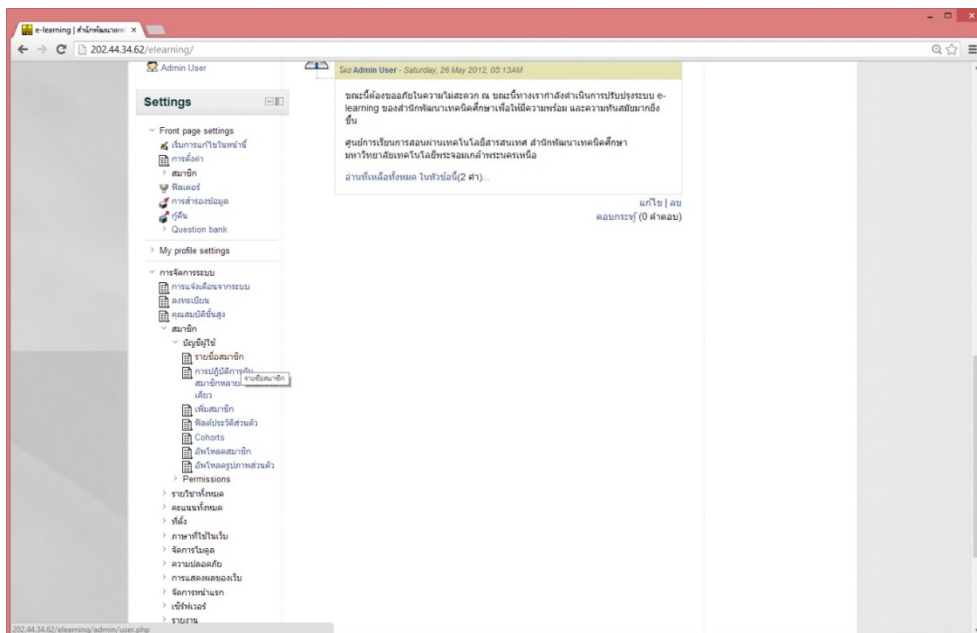 e-learning | สำนักพัฒนาเทค
202.44.34.62/elearning/
Admin User
Settings
Front page settings
เริ่มการแก้ไขในหน้านี้
การตั้งค่า
สมาชิก
ฟิลเตอร์
การสำรองข้อมูล
กู้คืน
Question bank
My profile settings
การจัดการระบบ
การแจ้งเตือนจากระบบ
ลงทะเบียน
คุณสมบัติขั้นสูง
สมาชิก
บัญชีผู้ใช้
รายชื่อสมาชิก
การปฏิบัติการกับ
สมาชิกหลาย
รายชื่อสมาชิก
เดียว
เพิ่มสมาชิก
ฟิลด์ประวัติส่วนตัว
Cohorts
อัพโหลดสมาชิก
อัพโหลดรูปภาพส่วนตัว
Permissions
รายวิชาทั้งหมด
คะแนนทั้งหมด
ที่ตั้ง
ภาษาที่ใช้ในเว็บ
จัดการโมดูล
ความปลอดภัย
การแสดงผลของเว็บ
จัดการหน้าแรก
เซิร์ฟเวอร์
รายงาน
โดย Admin User - Saturday, 26 May 2012, 05:13AM
ขณะนี้ต้องขออภัยในความไม่สะดวก ณ ขณะนี้ทางเรากำลังดำเนินการปรับปรุงระบบ e-
learning ของสำนักพัฒนาเทคนิคศึกษาเพื่อให้มีความพร้อม และความทันสมัยมากยิ่ง
ขึ้น
ศูนย์การเรียนการสอนผ่านเทคโนโลยีสารสนเทศ สำนักพัฒนาเทคนิคศึกษา
มหาวิทยาลัยเทคโนโลยีพระจอมเกล้าพระนครเหนือ
อ่านที่เหลือทั้งหมด ในหัวข้อนี้(2 คำ)...
แก้ไข | ลบ
ตอบกระทู้ (0 คำตอบ)
202.44.34.62/elearning/admin/user.php